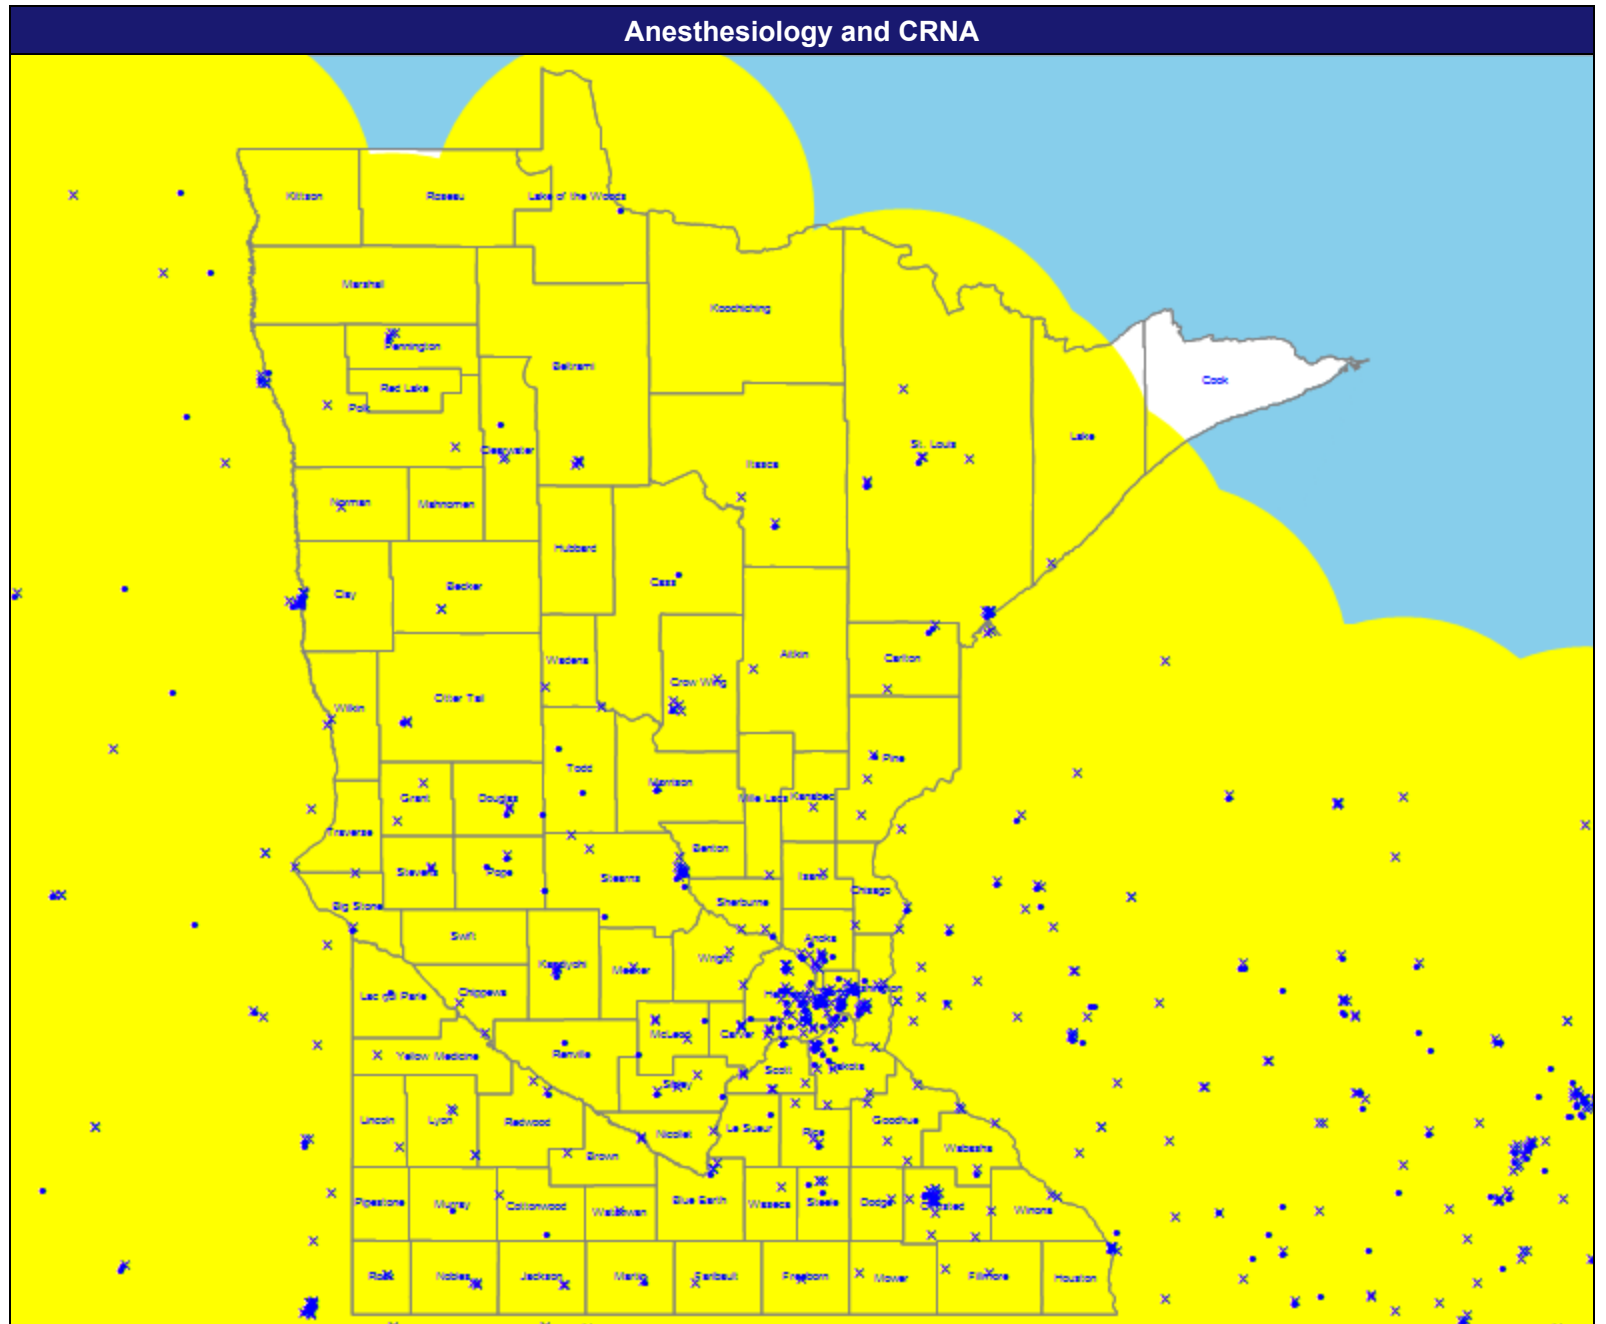 Anesthesiology and CRNA
Kittson
Roseau
Lake of the Woods
Marshall
Koochiching
Pennington
Beltrami
Red Lake
Cook
Polk
Lake
St. Louis
Clearwater
Itasca
Norman
Mahnomen
Hubbard
Cass
Becker
Clay
Aitkin
Carlton
Wadena
Crow Wing
Otter Tail
Wilkin
Pine
Todd
Morrison
Grant
Douglas
Mille Lacs
Kanabec
Traverse
Benton
Stevens
Pope
Stearns
Isanti
Chisago
Sherburne
Big Stone
Swift
Anoka
Wright
Kandiyohi
Meeker
Chippewa
Lac qui Parle
McLeod
Carver
Renville
Yellow Medicine
Scott
Dakota
Sibley
Lincoln
Lyon
Redwood
Goodhue
Le Sueur
Rice
Nicollet
Wabasha
Brown
Blue Earth
Pipestone
Murray
Cottonwood
Watonwan
Waseca
Steele
Dodge
Olmsted
Winona
Rock
Nobles
Jackson
Martin
Faribault
Freeborn
Mower
Fillmore
Houston